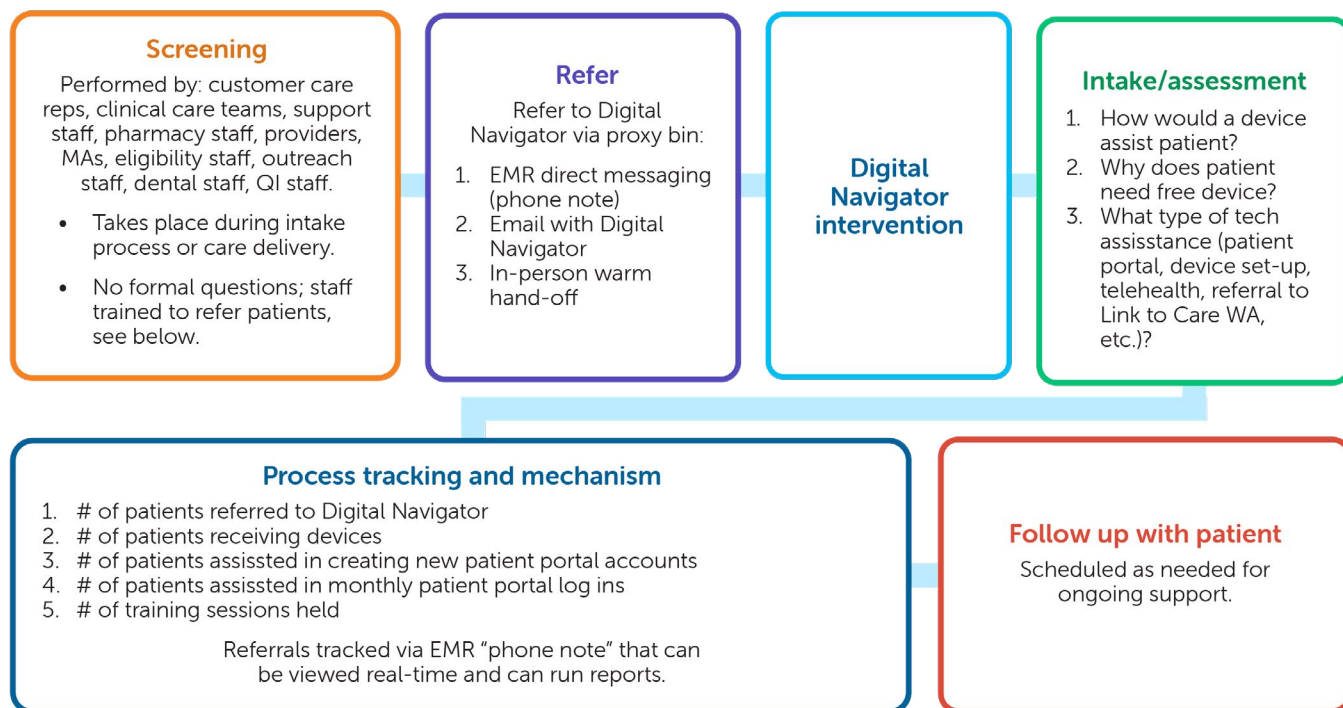 Screening
Performed by: customer care
reps, clinical care teams, support
staff, pharmacy staff, providers,
MAs, eligibility staff, outreach
staff, dental staff, QI staff.
• Takes place during intake
process or care delivery.
• No formal questions; staff
trained to refer patients,
see below.
Refer
Refer to Digital
Navigator via proxy bin:
1. EMR direct messaging
(phone note)
2. Email with Digital
Navigator
3. In-person warm
hand-off
Digital
Navigator
intervention
Intake/assessment
1. How would a device
assist patient?
2. Why does patient
need free device?
3. What type of tech
assisstance (patient
portal, device set-up,
telehealth, referral to
Link to Care WA,
etc.)?
Process tracking and mechanism
1. # of patients referred to Digital Navigator
2. # of patients receiving devices
3. # of patients assissted in creating new patient portal accounts
4. # of patients assissted in monthly patient portal log ins
5. # of training sessions held
Referrals tracked via EMR “phone note” that can
be viewed real-time and can run reports.
Follow up with patient
Scheduled as needed for
ongoing support.